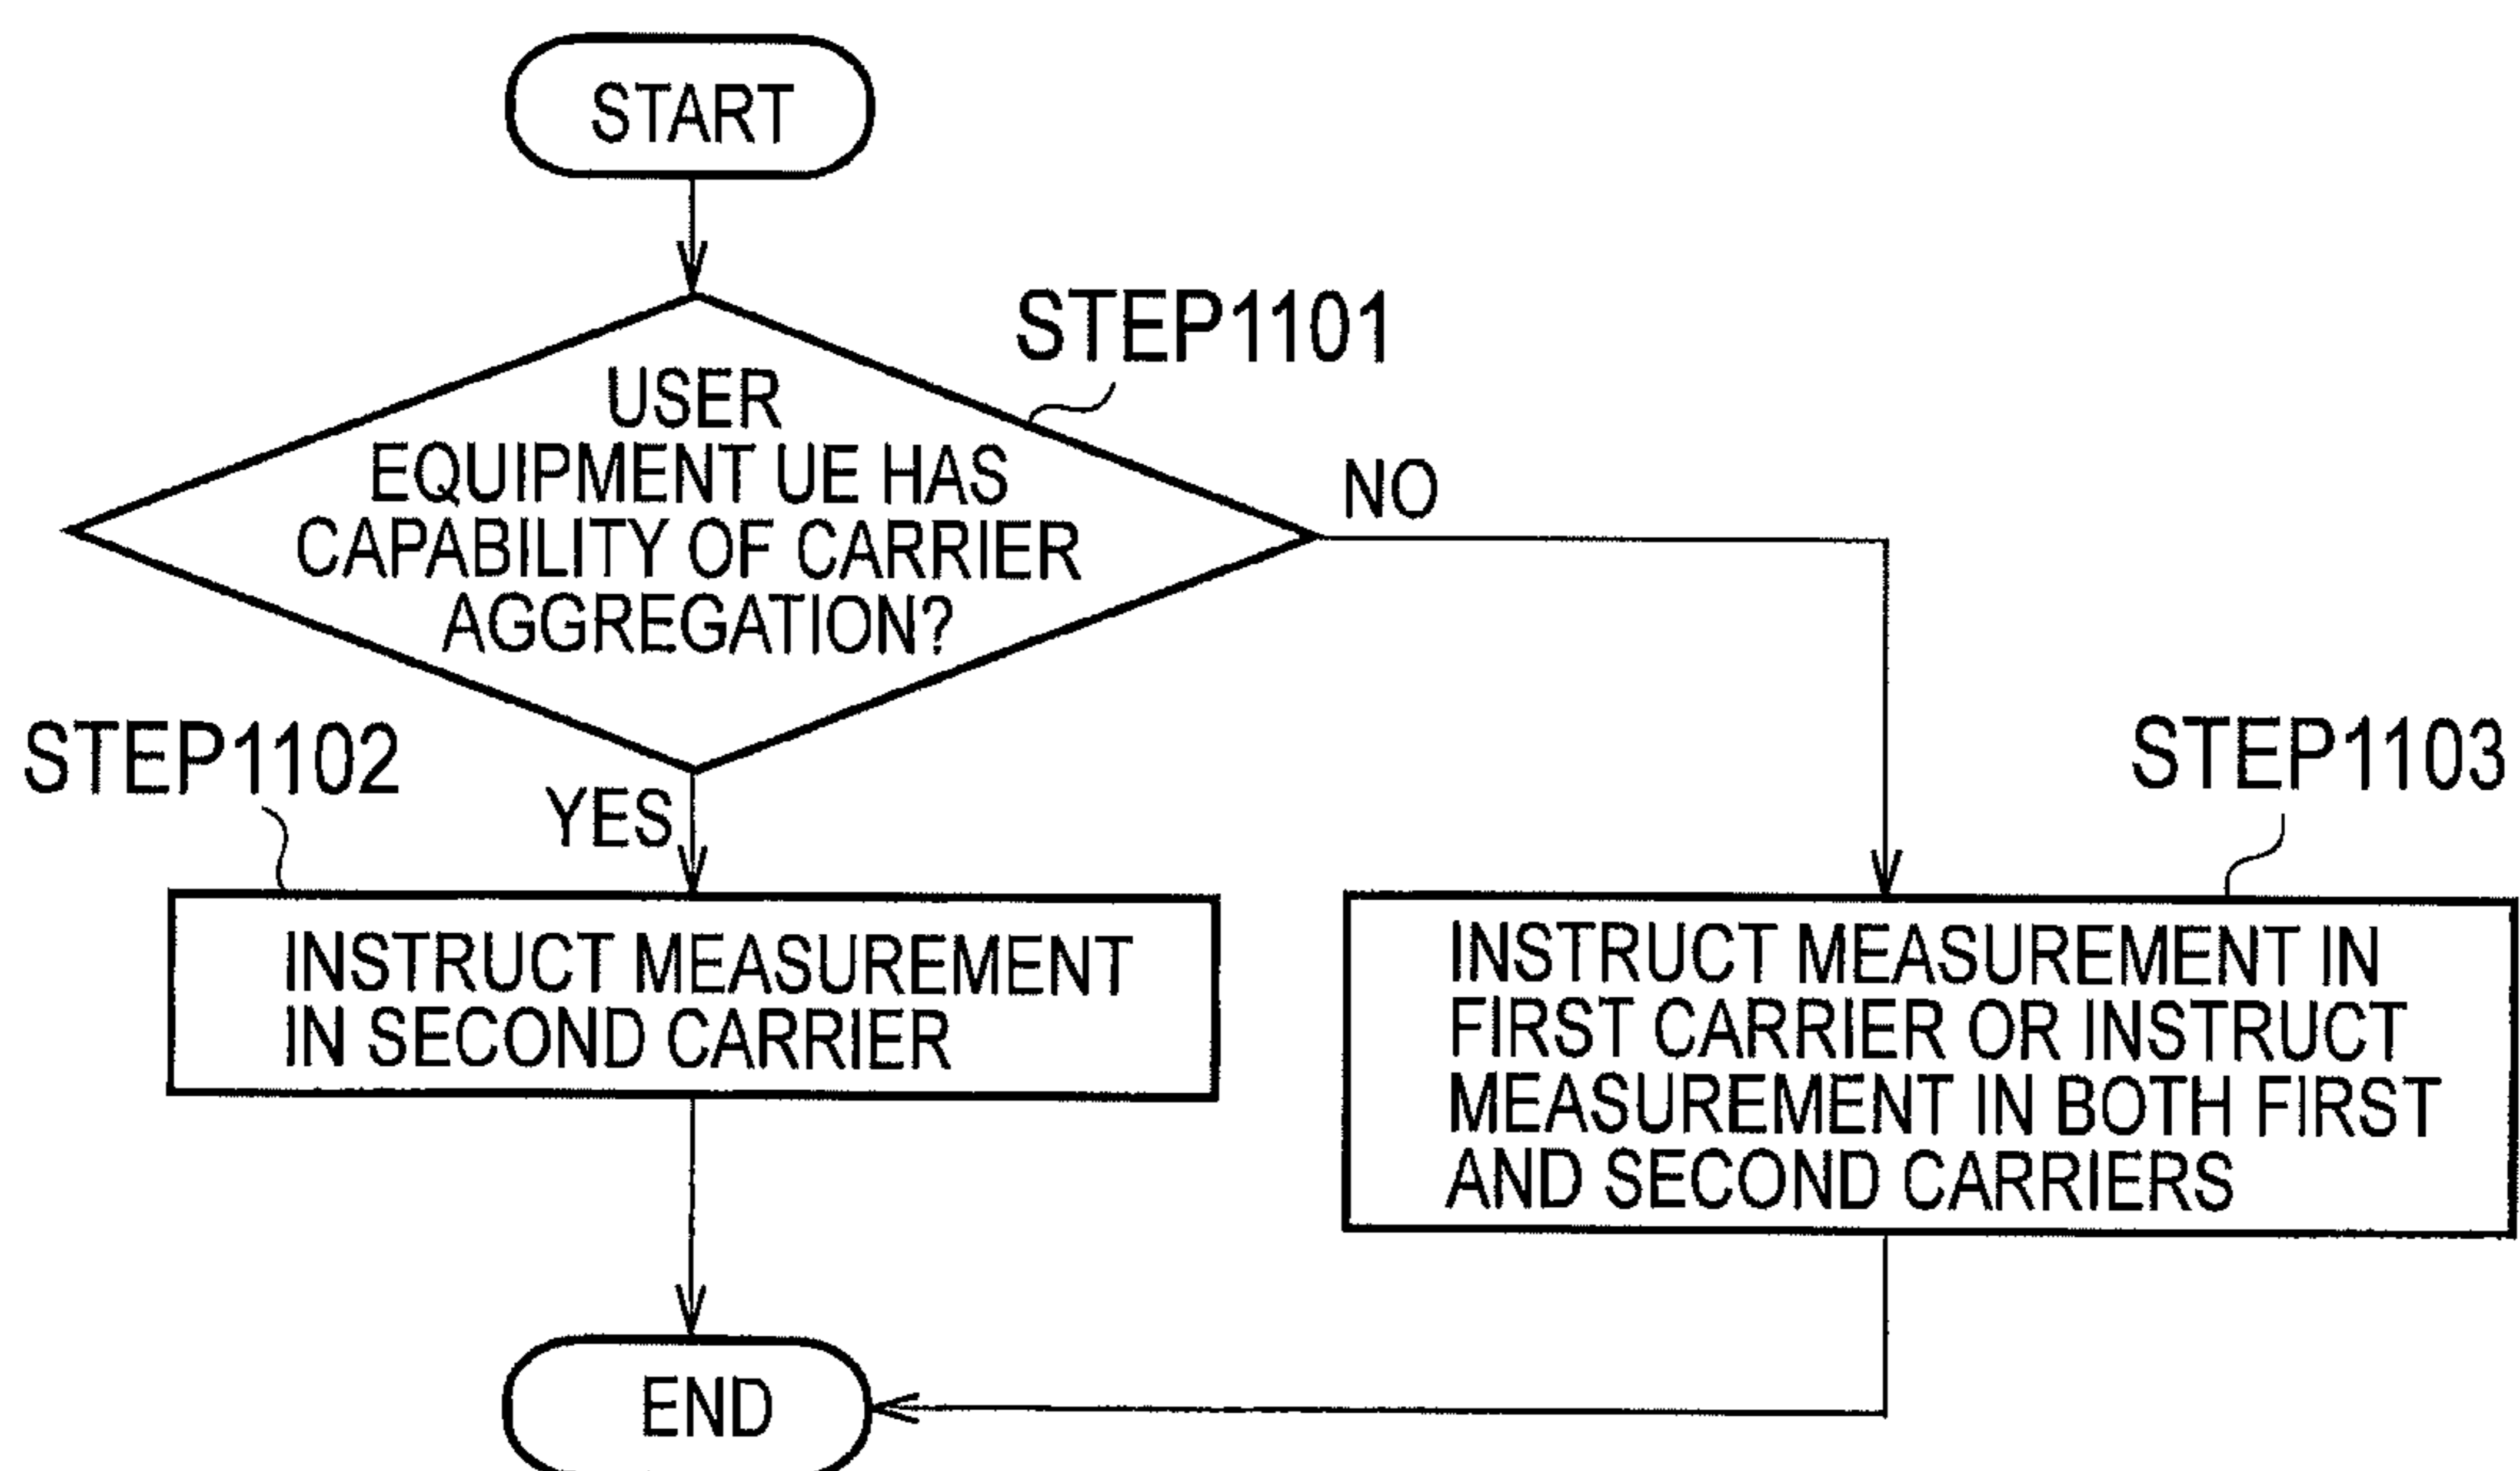 START
STEP1101
USER
EQUIPMENT UE HAS
CAPABILITY OF CARRIER
AGGREGATION?
NO
STEP1102
YES
STEP1103
INSTRUCT MEASUREMENT
IN SECOND CARRIER
INSTRUCT MEASUREMENT IN
FIRST CARRIER OR INSTRUCT
MEASUREMENT IN BOTH FIRST
AND SECOND CARRIERS
END